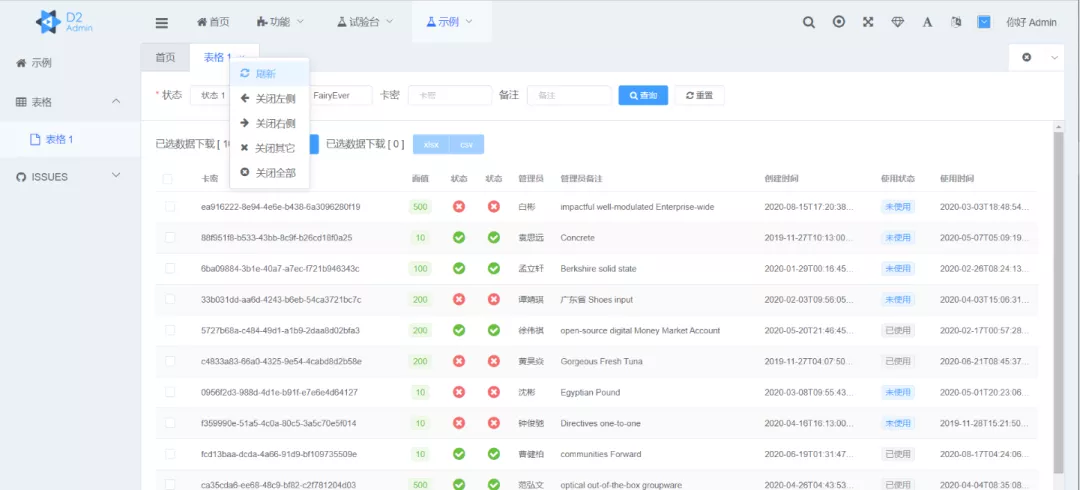 D2
Admin
首页
功能
试验台
示例
A
你好 Admin
示例
表格
表格 1
ISSUES
首页
表格 1
刷新
关闭左侧
关闭右侧
关闭其它
关闭全部
* 状态 状态 1 FairyEver 卡密 卡密 备注 备注 查询 重置
已选数据下载 [ 10 已选数据下载 [ 0 ] xlsx csv
卡密 面值 状态 状态 管理员 管理员备注 创建时间 使用状态 使用时间
ea916222-8e94-4e6e-b438-6a3096280f19 500 白彬 impactful well-modulated Enterprise-wide 2020-08-15T17:20:38... 未使用 2020-03-03T18:48:54...
88f951f8-b533-43bb-8c9f-b26cd18f0a25 10 袁思远 Concrete 2019-11-27T10:13:00... 未使用 2020-05-07T05:09:19...
6ba09884-3b1e-40a7-a7ec-f721b946343c 100 孟立轩 Berkshire solid state 2020-01-29T00:16:45... 未使用 2020-02-26T08:24:13...
33b031dd-aa6d-4243-b6eb-54ca3721bc7c 200 谭靖琪 广东省 Shoes input 2020-02-03T09:56:05... 未使用 2020-04-03T15:06:31...
5727b68a-c484-49d1-a1b9-2daa8d02bfa3 200 徐伟祺 open-source digital Money Market Account 2020-05-20T21:46:45... 已使用 2020-02-17T00:57:28...
c4833a83-66a0-4325-9e54-4cabd8d2b58e 200 黄昊焱 Gorgeous Fresh Tuna 2019-11-27T04:07:50... 已使用 2020-06-21T08:45:37...
0956f2d3-988d-4d1e-b91f-e7e6e4d64127 10 沈彬 Egyptian Pound 2020-03-08T09:55:43... 未使用 2020-05-01T20:23:06...
f359990e-51a5-4c0a-80c5-3a5c70e5f014 10 钟俊驰 Directives one-to-one 2020-04-16T16:13:00... 未使用 2019-11-28T15:21:50...
fcd13baa-dcda-4a66-91d9-bf109735509e 10 曹健柏 communities Forward 2020-06-19T01:31:47... 已使用 2020-08-17T04:24:06...
ca35cda6-ee68-48c9-bf82-c2f781204d03 500 范弘文 optical out-of-the-box groupware 2020-04-26T04:43:53... 已使用 2020-04-04T08:35:08...